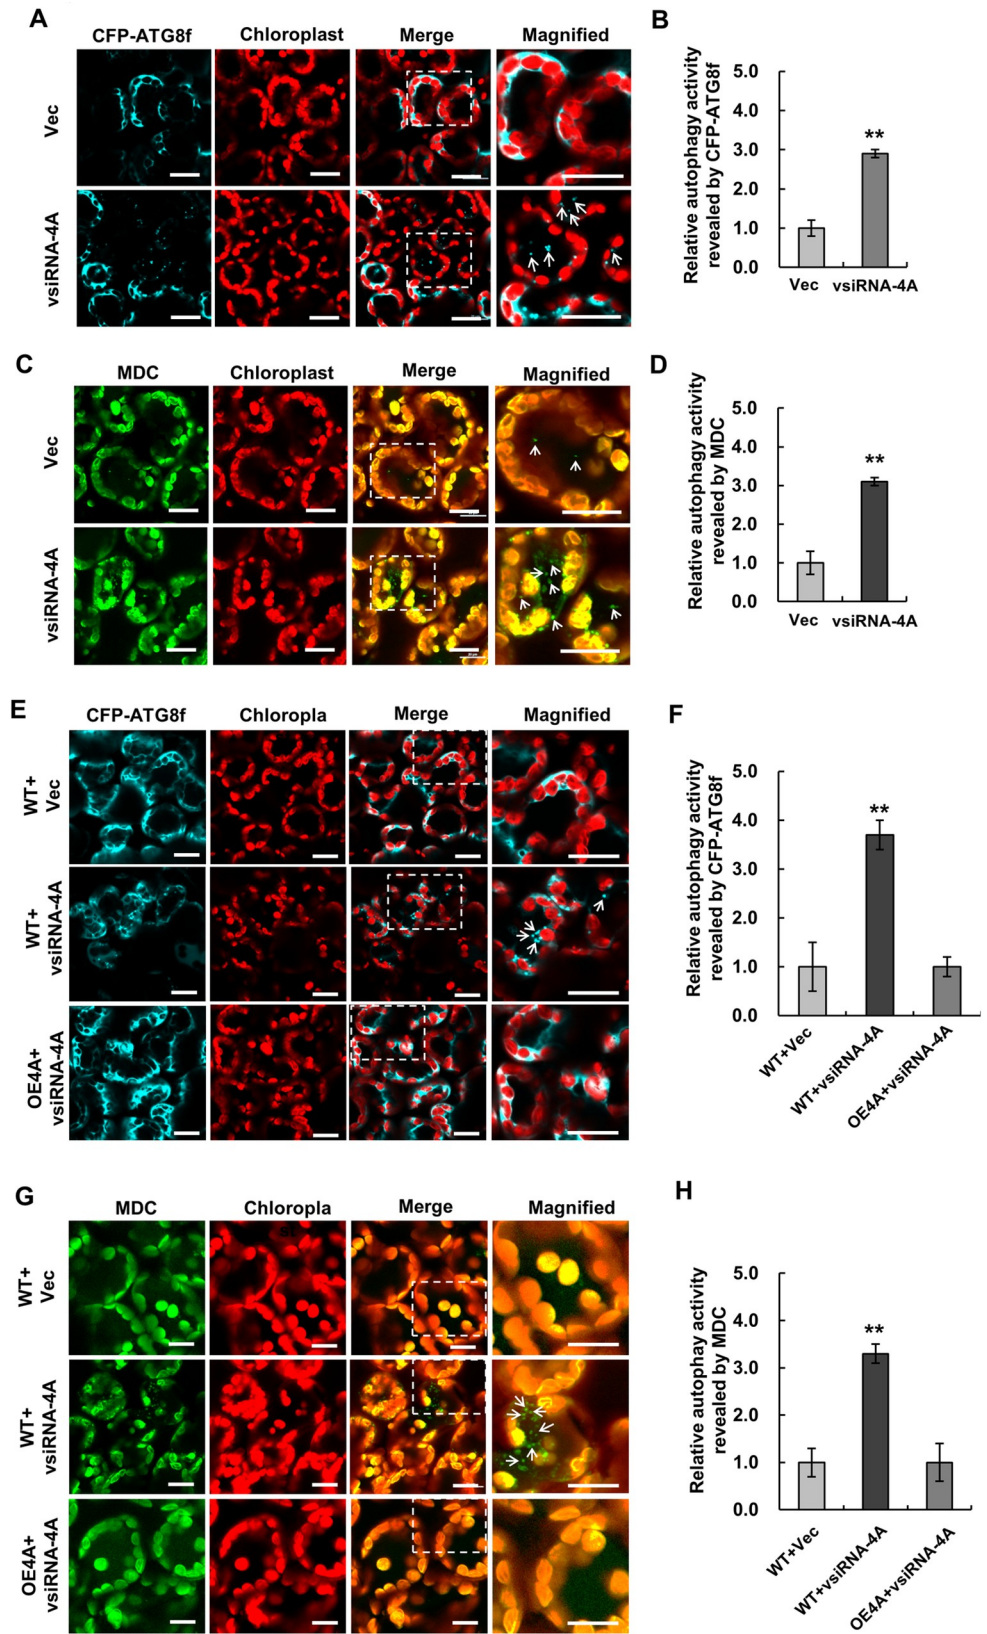 A
CFP-ATG8f Chloroplast Merge Magnified
Vec
vsiRNA-4A
B
Relative autophagy activity
revealed by CFP-ATG8f
5.0
4.0
3.0
2.0
1.0
0.0
**
Vec vsiRNA-4A
C
MDC Chloroplast Merge Magnified
Vec
vsiRNA-4A
D
Relative autophagy activity
revealed by MDC
5.0
4.0
3.0
2.0
1.0
0.0
**
Vec vsiRNA-4A
E
CFP-ATG8f Chloropla Merge Magnified
WT+
Vec
WT+
vsiRNA-4A
OE4A+
vsiRNA-4A
F
Relative autophagy activity
revealed by CFP-ATG8f
5.0
4.0
3.0
2.0
1.0
0.0
**
WT+Vec
WT+vsiRNA-4A
OE4A+vsiRNA-4A
G
MDC Chloropla Merge Magnified
WT+
Vec
WT+
vsiRNA-4A
OE4A+
vsiRNA-4A
H
Relative autophay activity
revealed by MDC
5.0
4.0
3.0
2.0
1.0
0.0
**
WT+Vec
WT+vsiRNA-4A
OE4A+vsiRNA-4A